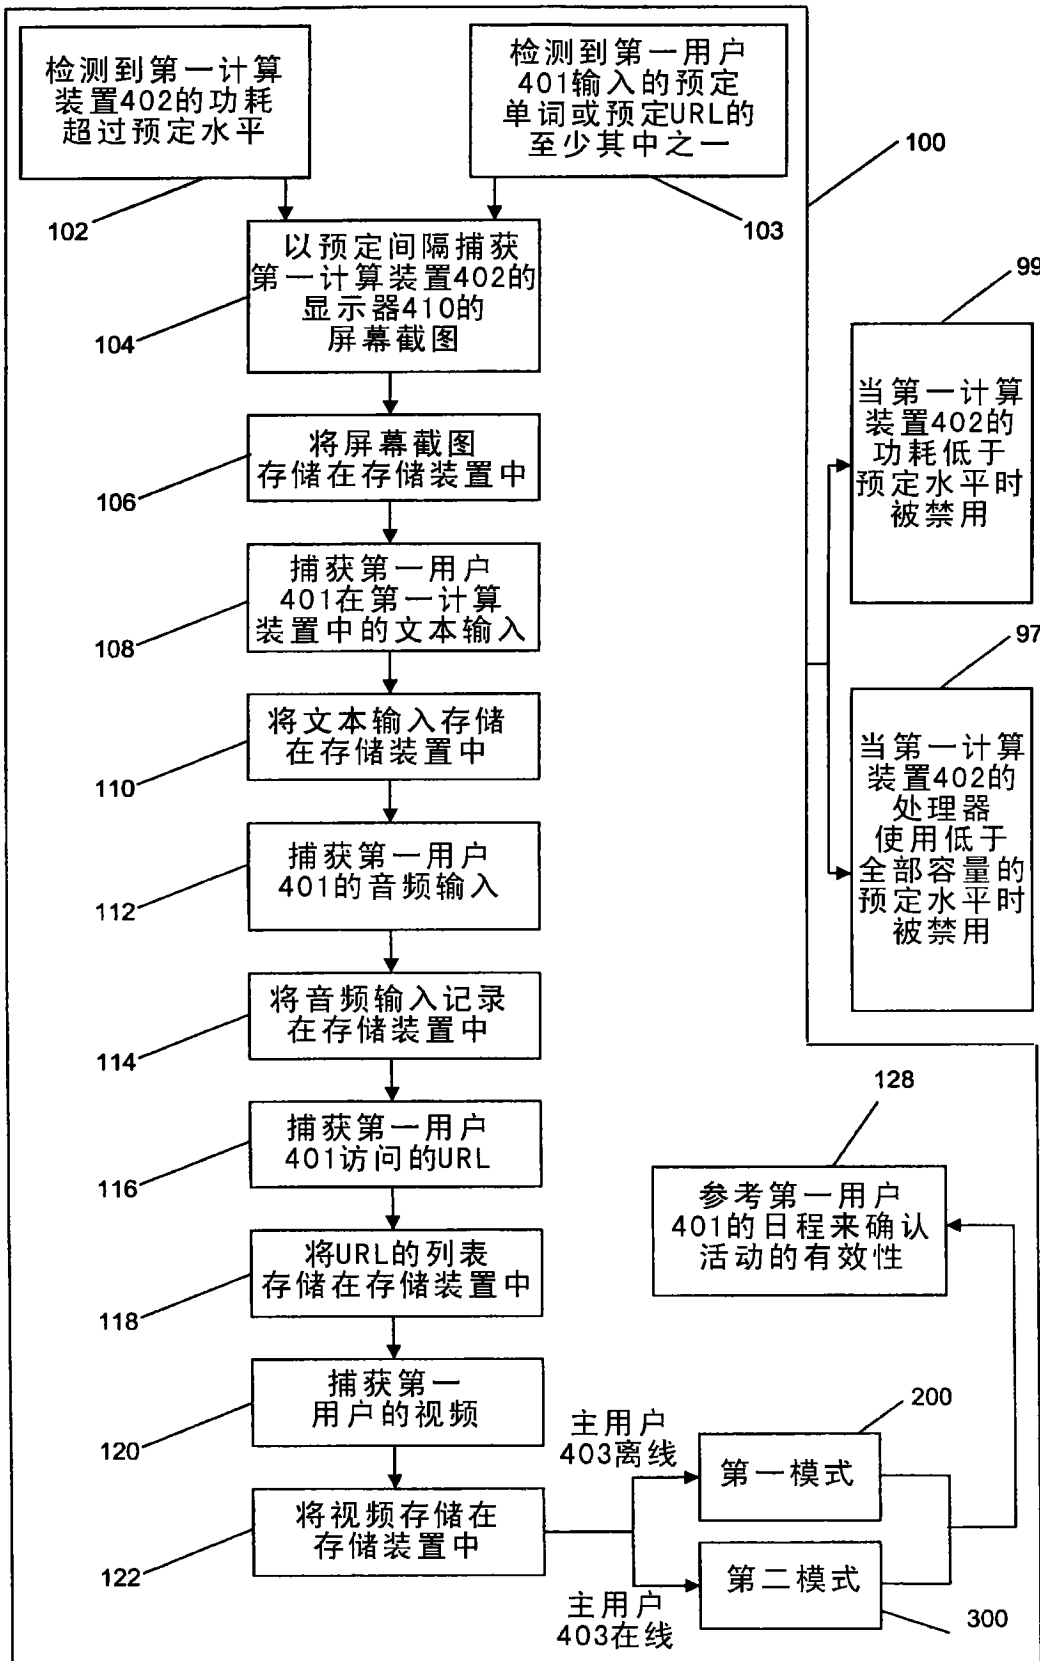 检测到第一计算
装置402的功耗
超过预定水平
102
检测到第一用户
401输入的预定
单词或预定URL的
至少其中之一
103
100
以预定间隔捕获
第一计算装置402的
显示器410的
屏幕截图
104
99
当第一计算
装置402的
功耗低于
预定水平时
被禁用
将屏幕截图
存储在存储装置中
106
捕获第一用户
401在第一计算
装置中的文本输入
108
97
当第一计算
装置402的
处理器
使用低于
全部容量的
预定水平时
被禁用
将文本输入存储
在存储装置中
110
捕获第一用户
401的音频输入
112
将音频输入记录
在存储装置中
114
捕获第一用户
401访问的URL
116
128
参考第一用户
401的日程来确认
活动的有效性
将URL的列表
存储在存储装置中
118
捕获第一
用户的视频
120
将视频存储在
存储装置中
122
主用户
403离线
200
第一模式
主用户
403在线
第二模式
300